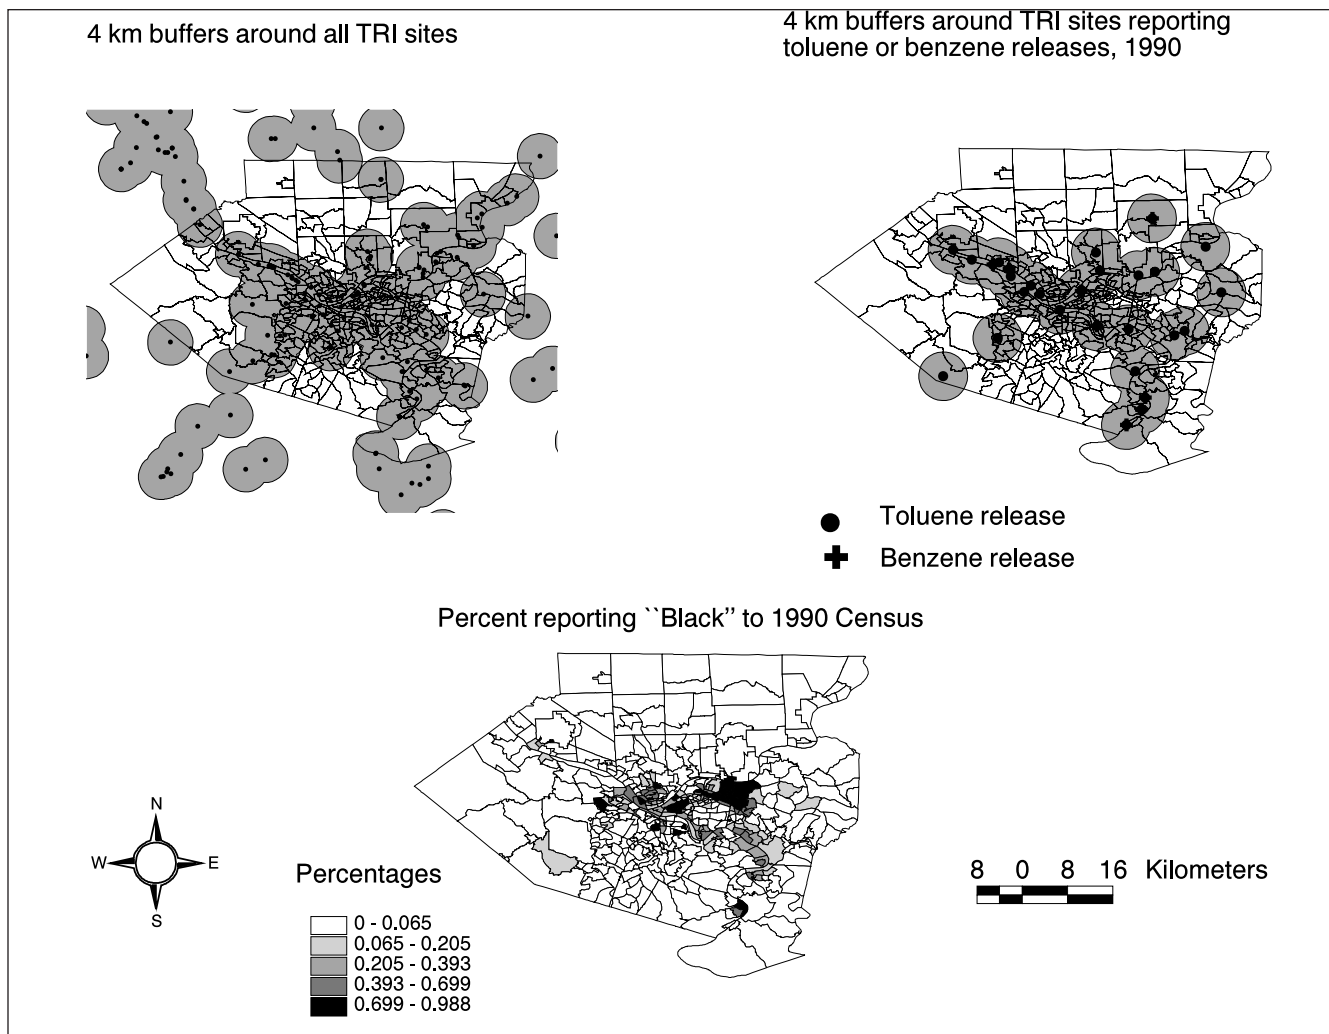 4 km buffers around all TRI sites
4 km buffers around TRI sites reporting
toluene or benzene releases, 1990
Toluene release
Benzene release
Percent reporting ``Black'' to 1990 Census
N
W
E
S
Percentages
0 - 0.065
0.065 - 0.205
0.205 - 0.393
0.393 - 0.699
0.699 - 0.988
8 0 8 16 Kilometers